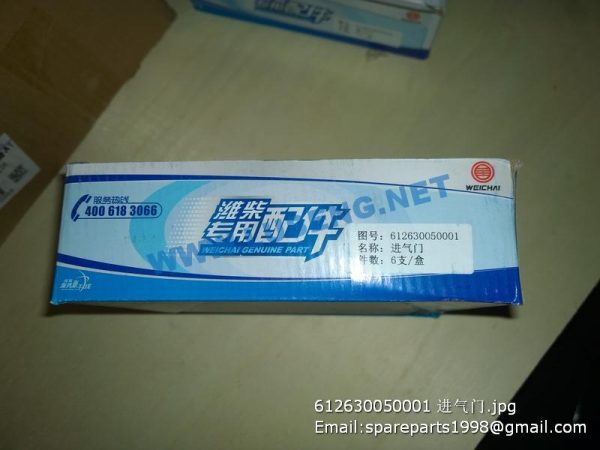 服务热线
400 618 3066
潍柴
专用配件
WEICHAI GENUINE PART
WEICHAI
图号: 612630050001
名称: 进气门
件数: 6支/盒
612630050001 进气门.jpg
Email:spareparts1998@gmail.com